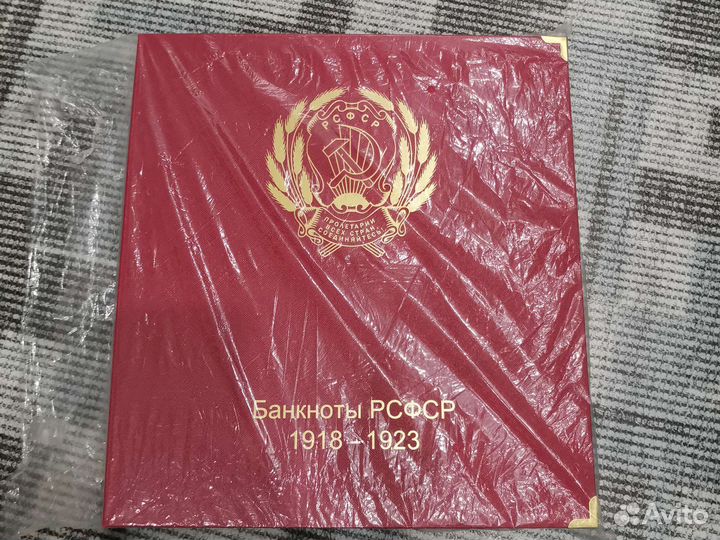 РСФСР
ПРОЛЕТАРИИ
ВСЕХ СТРАН
СОЕДИНЯЙТЕСЬ!
Банкноты РСФСР
1918 – 1923
Avito